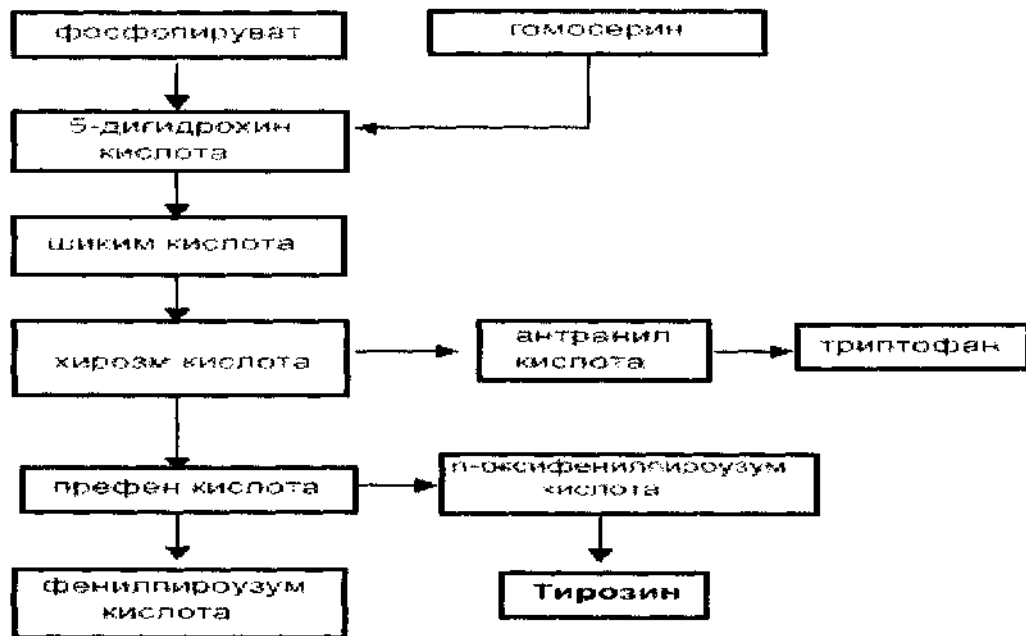 фосфопируват
гомосерин
5-дигидрохин
кислота
шиким кислота
хирозм кислота
антранил
кислота
триптофан
префен кислота
п-оксифенилпироузум
кислота
фенилпироузум
кислота
Тирозин